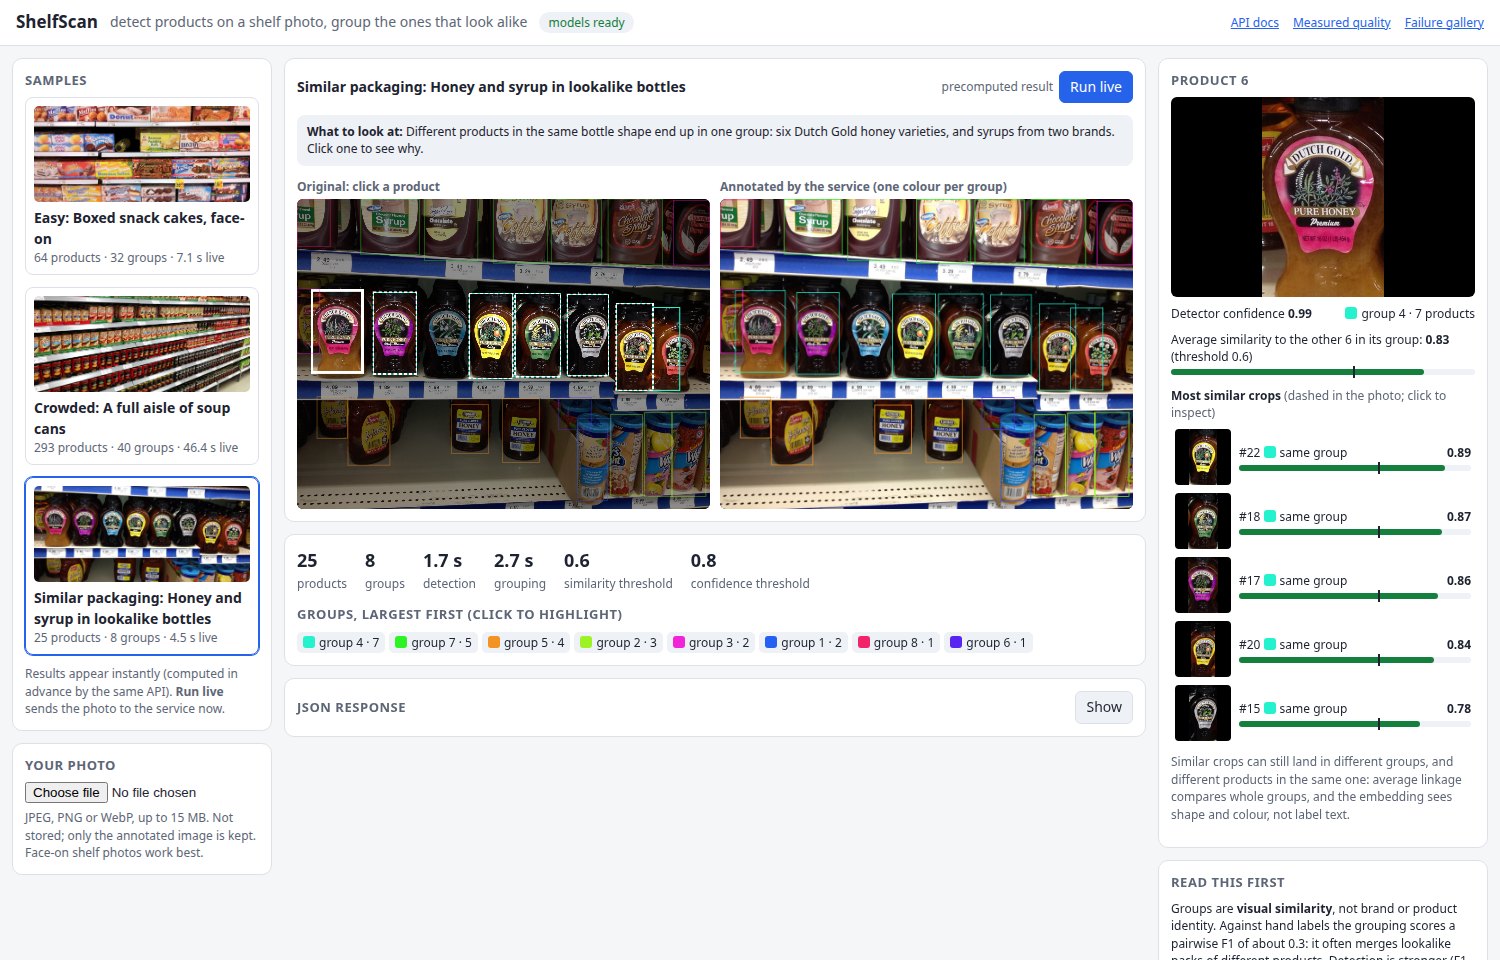 ShelfScan detect products on a shelf photo, group the ones that look alike models ready
API docs Measured quality Failure gallery
SAMPLES
Easy: Boxed snack cakes, face-
on
64 products · 32 groups · 7.1 s live
Crowded: A full aisle of soup
cans
293 products · 40 groups · 46.4 s live
Similar packaging: Honey and
syrup in lookalike bottles
25 products · 8 groups · 4.5 s live
Results appear instantly (computed in
advance by the same API). Run live
sends the photo to the service now.
YOUR PHOTO
Choose file No file chosen
JPEG, PNG or WebP, up to 15 MB. Not
stored; only the annotated image is kept.
Face-on shelf photos work best.
Similar packaging: Honey and syrup in lookalike bottles
precomputed result Run live
What to look at: Different products in the same bottle shape end up in one group: six Dutch Gold honey varieties, and syrups from two brands.
Click one to see why.
Original: click a product
Annotated by the service (one colour per group)
25 8 1.7 s 2.7 s 0.6 0.8
products groups detection grouping similarity threshold confidence threshold
GROUPS, LARGEST FIRST (CLICK TO HIGHLIGHT)
group 4 · 7 group 7 · 5 group 5 · 4 group 2 · 3 group 3 · 2 group 1 · 2 group 8 · 1 group 6 · 1
JSON RESPONSE Show
PRODUCT 6
DUTCH GOLD
PURE HONEY
Premium
Detector confidence 0.99 group 4 · 7 products
Average similarity to the other 6 in its group: 0.83
(threshold 0.6)
Most similar crops (dashed in the photo; click to
inspect)
#22 same group 0.89
#18 same group 0.87
#17 same group 0.86
#20 same group 0.84
#15 same group 0.78
Similar crops can still land in different groups, and
different products in the same one: average linkage
compares whole groups, and the embedding sees
shape and colour, not label text.
READ THIS FIRST
Groups are visual similarity, not brand or product
identity. Against hand labels the grouping scores a
pairwise F1 of about 0.3: it often merges lookalike
packs of different products. Detection is stronger (F1